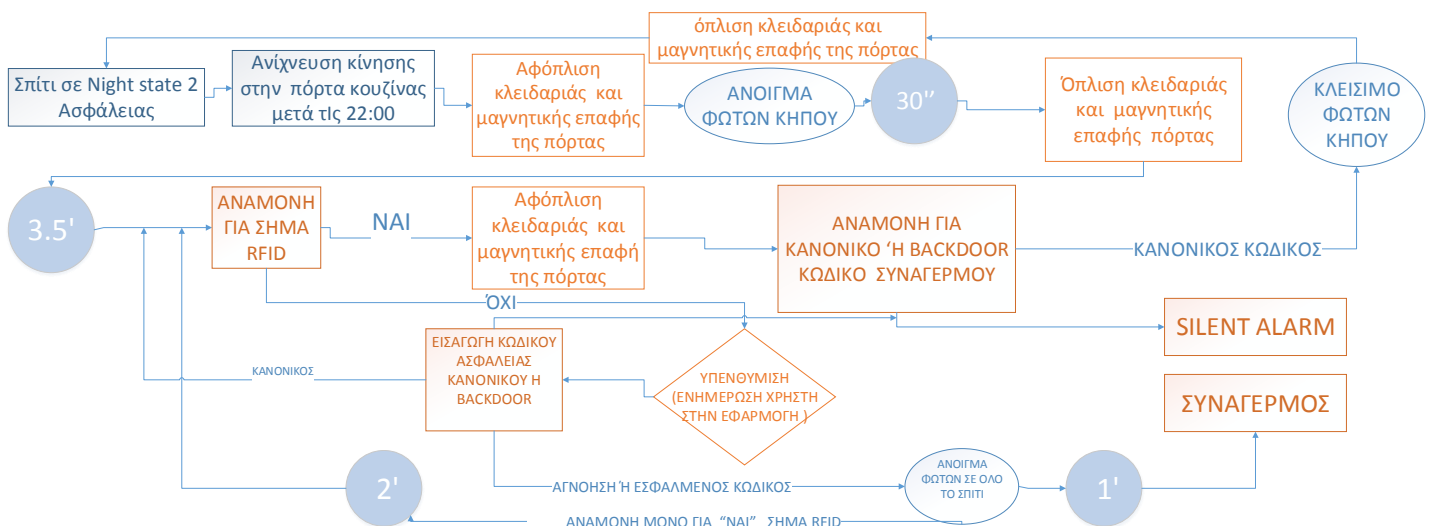 όπλιση κλειδαριάς και
μαγνητικής επαφής της πόρτας
Σπίτι σε Night state 2
Ασφάλειας
Ανίχνευση κίνησης
στην πόρτα κουζίνας
μετά τIς 22:00
Αφόπλιση
κλειδαριάς και
μαγνητικής επαφής
της πόρτας
ΑΝΟΙΓΜΑ
ΦΩΤΩΝ ΚΗΠΟΥ
30’’
Όπλιση κλειδαριάς
και μαγνητικής
επαφής πόρτας
ΚΛΕΙΣΙΜΟ
ΦΩΤΩΝ
ΚΗΠΟΥ
3.5'
ΑΝΑΜΟΝΗ
ΓΙΑ ΣΗΜΑ
RFID
ΝΑΙ
Αφόπλιση
κλειδαριάς και
μαγνητικής επαφή
της πόρτας
ΑΝΑΜΟΝΗ ΓΙΑ
ΚΑΝΟΝΙΚΟ ‘Η BACKDOOR
ΚΩΔΙΚΟ ΣΥΝΑΓΕΡΜΟΥ
ΚΑΝΟΝΙΚΟΣ ΚΩΔΙΚΟΣ
ΌΧΙ
SILENT ALARM
ΕΙΣΑΓΩΓΗ ΚΩΔΙΚΟΥ
ΑΣΦΑΛΕΙΑΣ
ΚΑΝΟΝΙΚΟΥ Η
BACKDOOR
ΚΑΝΟΝΙΚΟΣ
ΥΠΕΝΘΥΜΙΣΗ
(ΕΝΗΜΕΡΩΣΗ ΧΡΗΣΤΗ
ΣΤΗΝ ΕΦΑΡΜΟΓΗ )
ΣΥΝΑΓΕΡΜΟΣ
2'
ΑΓΝΟΗΣΗ Ή ΕΣΦΑΛΜΕΝΟΣ ΚΩΔΙΚΟΣ
ΑΝΟΙΓΜΑ
ΦΩΤΩΝ ΣΕ ΟΛΟ
ΤΟ ΣΠΙΤΙ
1'
ΑΝΑΜΟΝΗ ΜΟΝΟ ΓΙΑ “ΝΑΙ” ΣΗΜΑ RFID